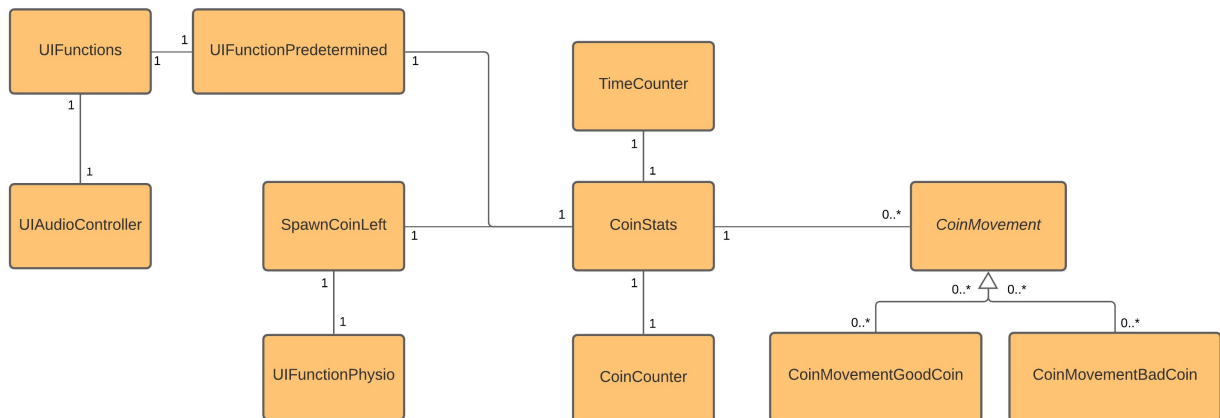 UIFunctions
1
1
UIFunctionPredetermined
1
TimeCounter
1
1
1
1
UIAudioController
SpawnCoinLeft
1
1
CoinStats
1
0..*
CoinMovement
1
1
1
1
0..*
0..*
0..*
0..*
UIFunctionPhysio
CoinCounter
CoinMovementGoodCoin
CoinMovementBadCoin